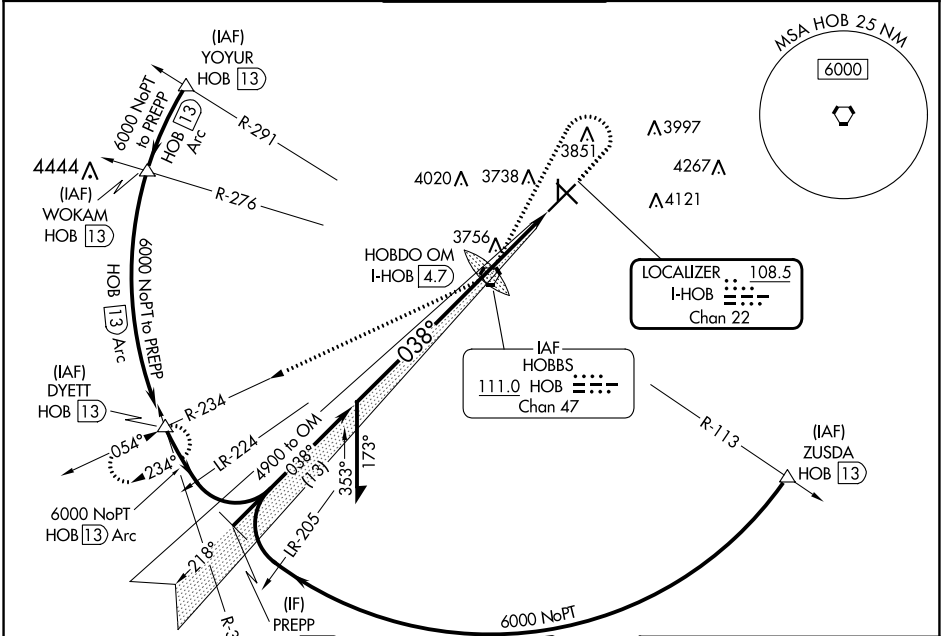 (IAF)
YOYUR
HOB 13
MSA HOB 25 NM
6000
6000 NoPT
to PREPP
HOB 13
Arc
R-291
4444
(IAF)
WOKAM
HOB 13
R-276
3851
3997
4020
3738
4267
4121
3756
HOBDO OM
I-HOB 4.7
LOCALIZER 108.5
I-HOB
Chan 22
6000 NoPT to PREPP
HOB 13 Arc
038°
IAF
HOBBS
111.0 HOB
Chan 47
(IAF)
DYETT
HOB 13
R-234
R-113
(IAF)
ZUSDA
HOB 13
054°
234°
LR-224
4900 to OM
038°
(13)
353°
173°
6000 NoPT
HOB 13 Arc
LR-205
218°
(IF)
PREPP
6000 NoPT